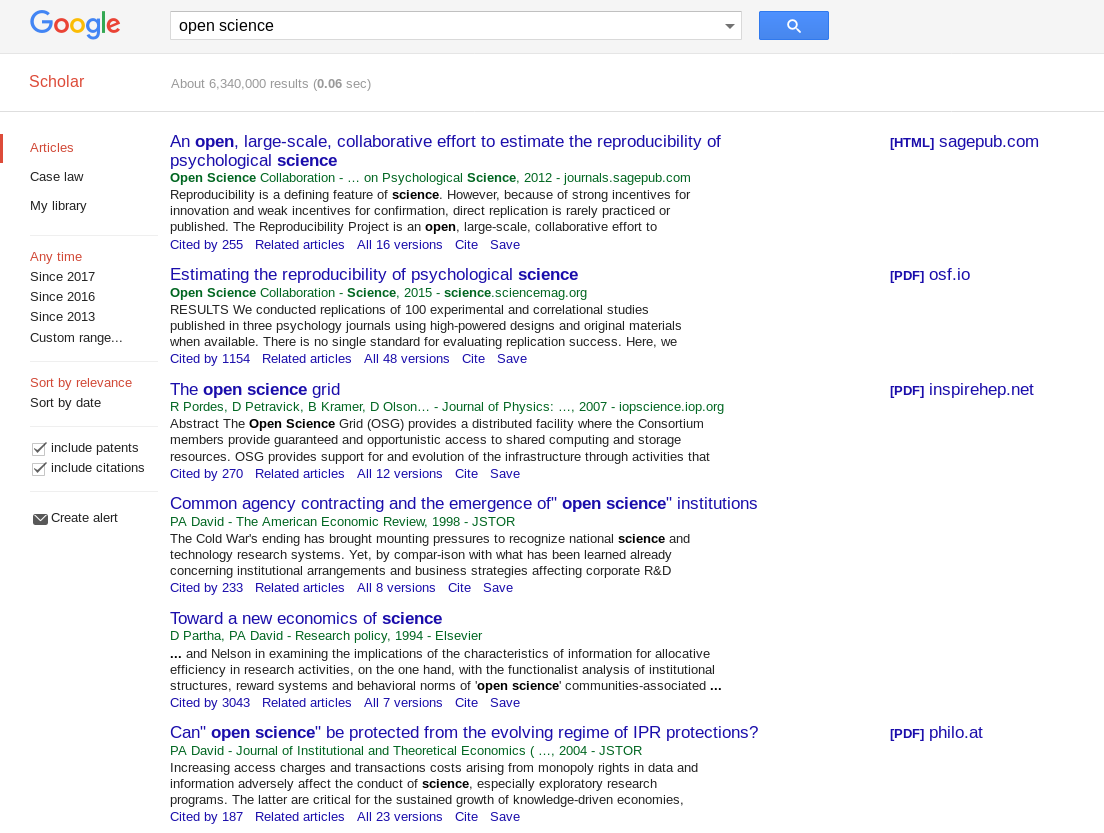 Google
open science
Scholar
About 6,340,000 results (0.06 sec)
Articles
Case law
My library
Any time
Since 2017
Since 2016
Since 2013
Custom range...
Sort by relevance
Sort by date
include patents
include citations
Create alert
An open, large-scale, collaborative effort to estimate the reproducibility of
psychological science
[HTML] sagepub.com
Open Science Collaboration - … on Psychological Science, 2012 - journals.sagepub.com
Reproducibility is a defining feature of science. However, because of strong incentives for
innovation and weak incentives for confirmation, direct replication is rarely practiced or
published. The Reproducibility Project is an open, large-scale, collaborative effort to
Cited by 255 Related articles All 16 versions Cite Save
Estimating the reproducibility of psychological science
[PDF] osf.io
Open Science Collaboration - Science, 2015 - science.sciencemag.org
RESULTS We conducted replications of 100 experimental and correlational studies
published in three psychology journals using high-powered designs and original materials
when available. There is no single standard for evaluating replication success. Here, we
Cited by 1154 Related articles All 48 versions Cite Save
The open science grid
[PDF] inspirehep.net
R Pordes, D Petravick, B Kramer, D Olson… - Journal of Physics: …, 2007 - iopscience.iop.org
Abstract The Open Science Grid (OSG) provides a distributed facility where the Consortium
members provide guaranteed and opportunistic access to shared computing and storage
resources. OSG provides support for and evolution of the infrastructure through activities that
Cited by 270 Related articles All 12 versions Cite Save
Common agency contracting and the emergence of" open science" institutions
PA David - The American Economic Review, 1998 - JSTOR
The Cold War's ending has brought mounting pressures to recognize national science and
technology research systems. Yet, by compar-ison with what has been learned already
concerning institutional arrangements and business strategies affecting corporate R&D
Cited by 233 Related articles All 8 versions Cite Save
Toward a new economics of science
D Partha, PA David - Research policy, 1994 - Elsevier
... and Nelson in examining the implications of the characteristics of information for allocative
efficiency in research activities, on the one hand, with the functionalist analysis of institutional
structures, reward systems and behavioral norms of 'open science' communities-associated ...
Cited by 3043 Related articles All 7 versions Cite Save
Can" open science" be protected from the evolving regime of IPR protections?
[PDF] philo.at
PA David - Journal of Institutional and Theoretical Economics ( …, 2004 - JSTOR
Increasing access charges and transactions costs arising from monopoly rights in data and
information adversely affect the conduct of science, especially exploratory research
programs. The latter are critical for the sustained growth of knowledge-driven economies,
Cited by 187 Related articles All 23 versions Cite Save